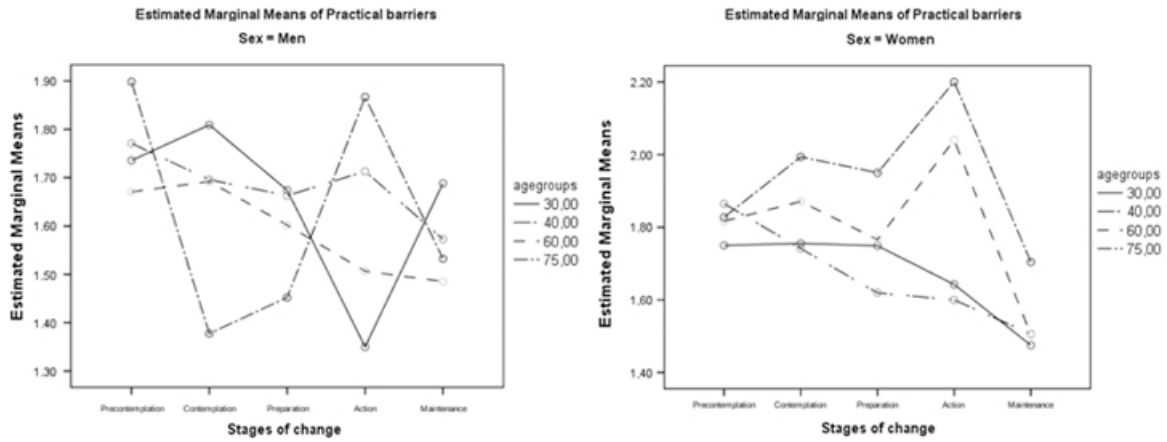 Estimated Marginal Means of Practical barriers
Sex = Men
Estimated Marginal Means
1.90
1.80
1.70
1.60
1.50
1.40
1.30
Precontemplation Contemplation Preparation Action Maintenance
Stages of change
agegroups
30,00
40,00
60,00
75,00
Estimated Marginal Means of Practical barriers
Sex = Women
Estimated Marginal Means
2.20
2.00
1.80
1.60
1,40
Precontemplation Contemplation Preparation Action Maintenance
Stages of change
agegroups
30,00
40,00
60,00
75,00